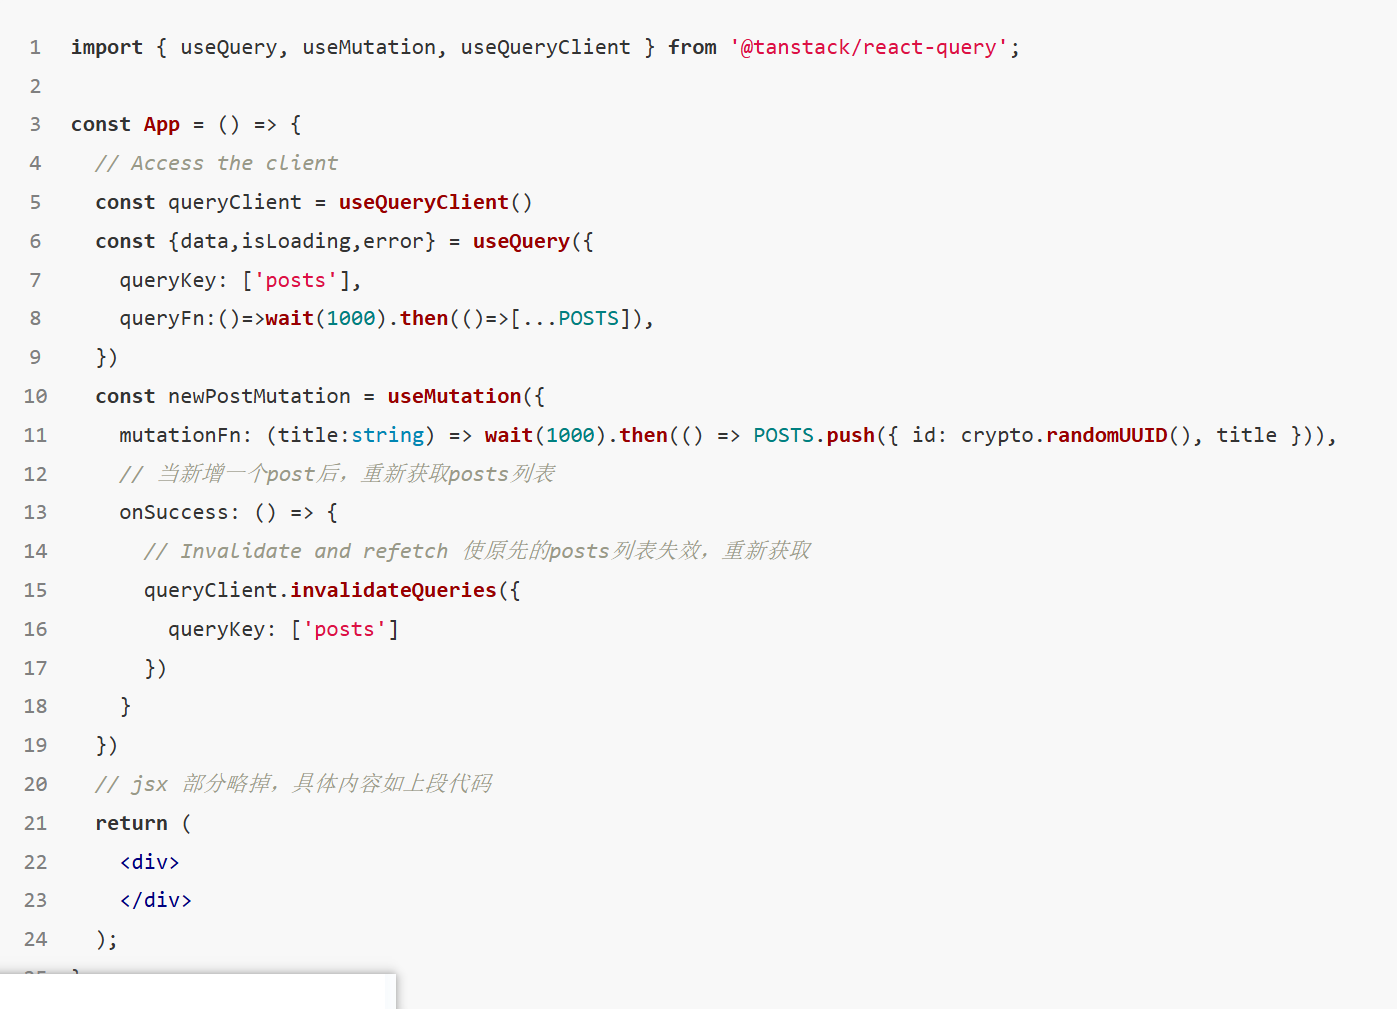 1 import { useQuery, useMutation, useQueryClient } from '@tanstack/react-query';
2
3 const App = () => {
4 // Access the client
5 const queryClient = useQueryClient()
6 const {data,isLoading,error} = useQuery({
7 queryKey: ['posts'],
8 queryFn:()=>wait(1000).then(()=>[...POSTS]),
9 })
10 const newPostMutation = useMutation({
11 mutationFn: (title:string) => wait(1000).then(() => POSTS.push({ id: crypto.randomUUID(), title })),
12 // 当新增一个post后，重新获取posts列表
13 onSuccess: () => {
14 // Invalidate and refetch 使原先的posts列表失效，重新获取
15 queryClient.invalidateQueries({
16 queryKey: ['posts']
17 })
18 }
19 })
20 // jsx 部分略掉，具体内容如上段代码
21 return (
22 <div>
23 </div>
24 );